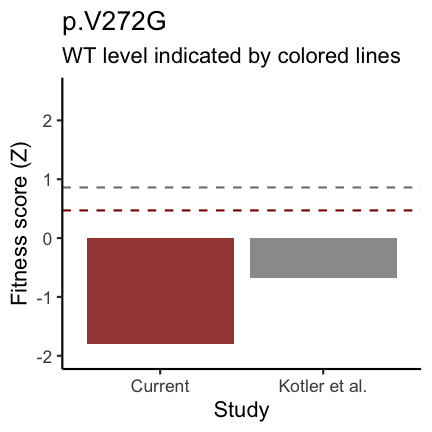 p.V272G
WT level indicated by colored lines
Fitness score (Z)
2
1
0
-1
-2
Current
Kotler et al.
Study